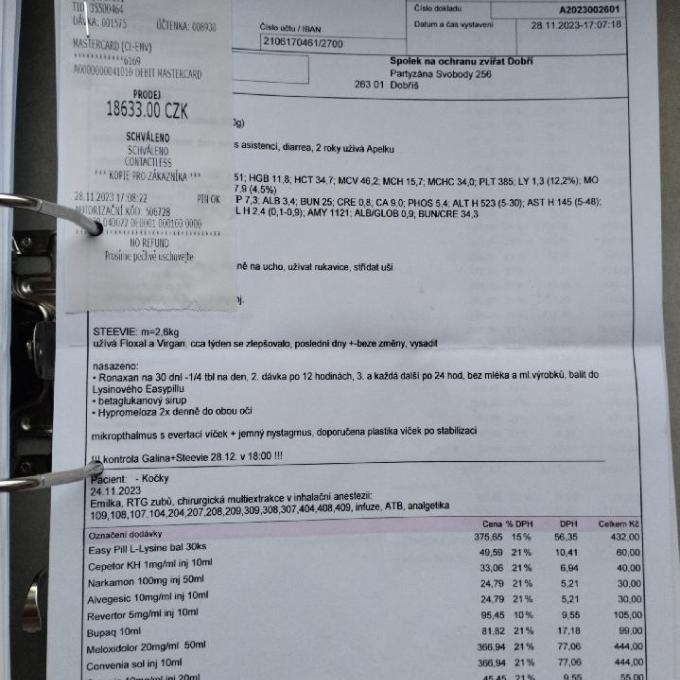 TID 35500464
DÁVKA: 001575 ÚČTENKA: 008930
MASTERCARD (CI-EMV)
************6169
A0000000041010 DEBIT MASTERCARD
PRODEJ
18633.00 CZK
SCHVÁLENO
SCHVÁLENO
CONTACTLESS
*** KOPIE PRO ZÁKAZNÍKA ***
28.11.2023 17:08:22 PIN OK
AUTORIZAČNÍ KÓD: 506728
NO REFUND
Prosíme pečlivě uschovejte
Číslo dokladu A2023002601
Datum a čas vystavení 28.11.2023-17:07:18
Číslo účtu / IBAN
2106170461/2700
Spolek na ochranu zvířat Dobří
Partyzána Svobody 256
263 01 Dobříš
s asistencí, diarrea, 2 roky užívá Apelku
51; HGB 11,8; HCT 34,7; MCV 46,2; MCH 15,7; MCHC 34,0; PLT 385; LY 1,3 (12,2%); MO
7,9 (4,5%)
P 7,3; ALB 3,4; BUN 25; CRE 0,8; CA 9,0; PHOS 5,4; ALT H 523 (5-30); AST H 145 (5-48);
L H 2,4 (0,1-0,9); AMY 1121; ALB/GLOB 0,9; BUN/CRE 34,3
ně na ucho, užívat rukavice, střídat uši
STEEVIE: m=2,6kg
užívá Floxal a Virgan, cca týden se zlepšovalo, poslední dny +-beze změny, vysadit
nasazeno:
• Ronaxan na 30 dní -1/4 tbl na den, 2. dávka po 12 hodinách, 3. a každá další po 24 hod, bez mléka a ml.výrobků, balit do
Lysinového Easypillu
• betaglukanový sirup
• Hypromeloza 2x denně do obou očí
mikropthalmus s evertací víček + jemný nystagmus, doporučena plastika víček po stabilizaci
!!! kontrola Galina+Steevie 28.12. v 18:00 !!!
Pacient: - Kočky
24.11.2023
Emilka, RTG zubů, chirurgická multiextrakce v inhalační anestezii:
109,108,107,104,204,207,208,209,309,308,307,404,408,409, infuze, ATB, analgetika
Označení dodávky Cena % DPH DPH Celkem Kč
Easy Pill L-Lysine bal 30ks 375,65 15% 56,35 432,00
Cepetor KH 1mg/ml inj 10ml 49,59 21% 10,41 60,00
Narkamon 100mg inj 50ml 33,06 21% 6,94 40,00
Alvegesic 10mg/ml inj 10ml 24,79 21% 5,21 30,00
Revertor 5mg/ml inj 10ml 24,79 21% 5,21 30,00
Bupaq 10ml 95,45 10% 9,55 105,00
Meloxidolor 20mg/ml 50ml 81,82 21% 17,18 99,00
Convenia sol inj 10ml 366,94 21% 77,06 444,00
366,94 21% 77,06 444,00
inj 20ml 45,45 21% 9,55 55,00